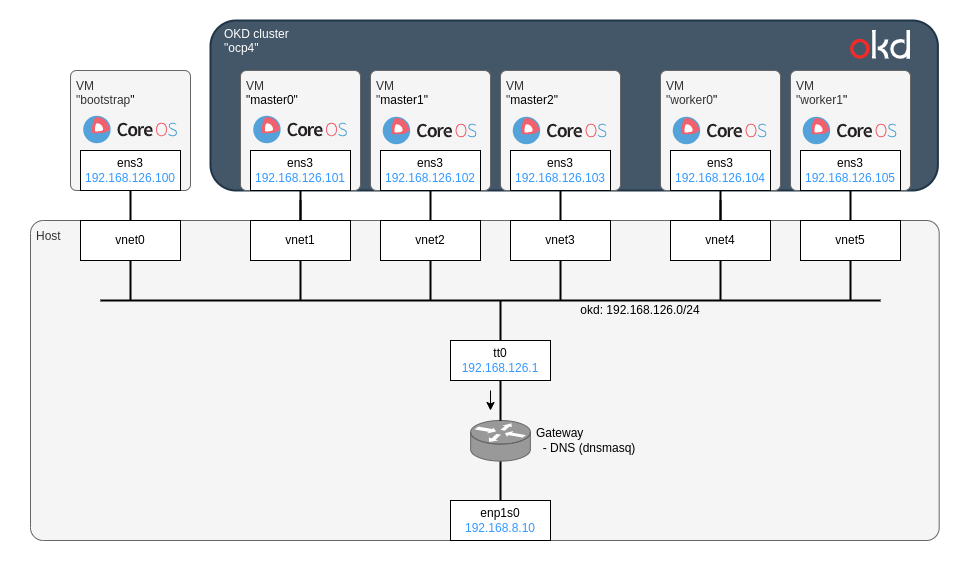 OKD cluster
"ocp4"
okd
VM
"bootstrap"
CoreOS
ens3
192.168.126.100
VM
"master0"
CoreOS
ens3
192.168.126.101
VM
"master1"
CoreOS
ens3
192.168.126.102
VM
"master2"
CoreOS
ens3
192.168.126.103
VM
"worker0"
CoreOS
ens3
192.168.126.104
VM
"worker1"
CoreOS
ens3
192.168.126.105
Host
vnet0
vnet1
vnet2
vnet3
vnet4
vnet5
okd: 192.168.126.0/24
tt0
192.168.126.1
Gateway
- DNS (dnsmasq)
enp1s0
192.168.8.10